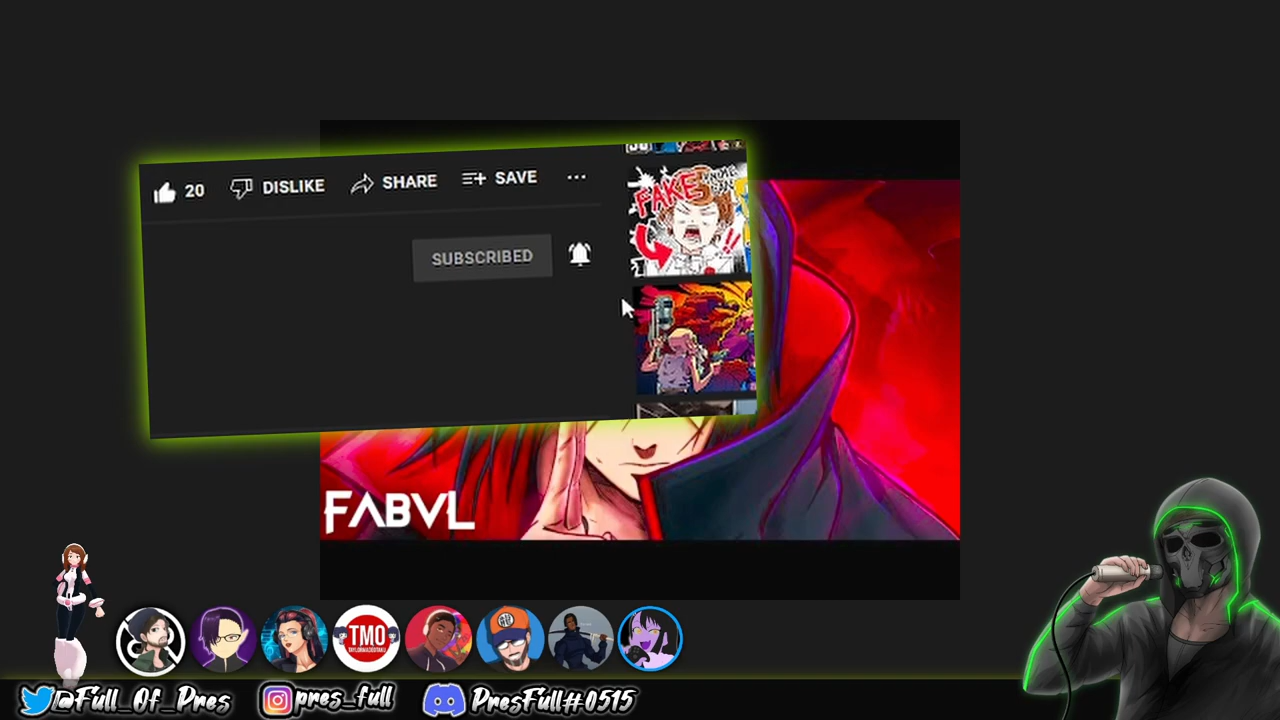 20 DISLIKE SHARE SAVE
SUBSCRIBED
FAKE
FABVL
TMO
@Full_Of_Pres pres_full PresFull#0515